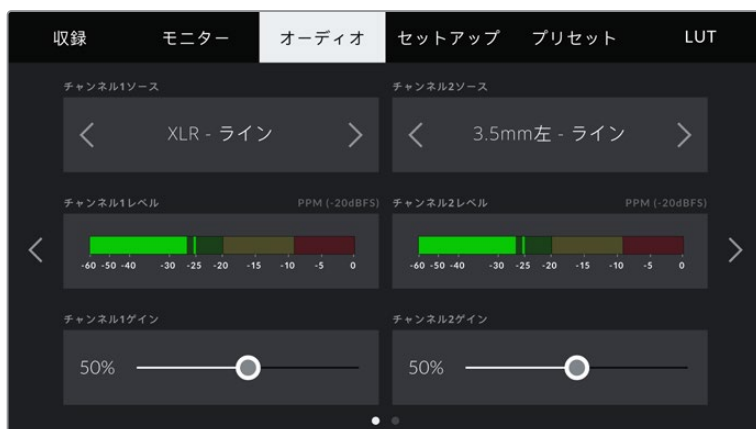 収録 モニター オーディオ セットアップ プリセット LUT
チャンネル1ソース チャンネル2ソース
XLR - ライン 3.5mm左 - ライン
チャンネル1レベル PPM (-20dBFS) チャンネル2レベル PPM (-20dBFS)
-60 -50 -40 -30 -25 -20 -15 -10 -5 0 -60 -50 -40 -30 -25 -20 -15 -10 -5 0
チャンネル1ゲイン チャンネル2ゲイン
50% 50%